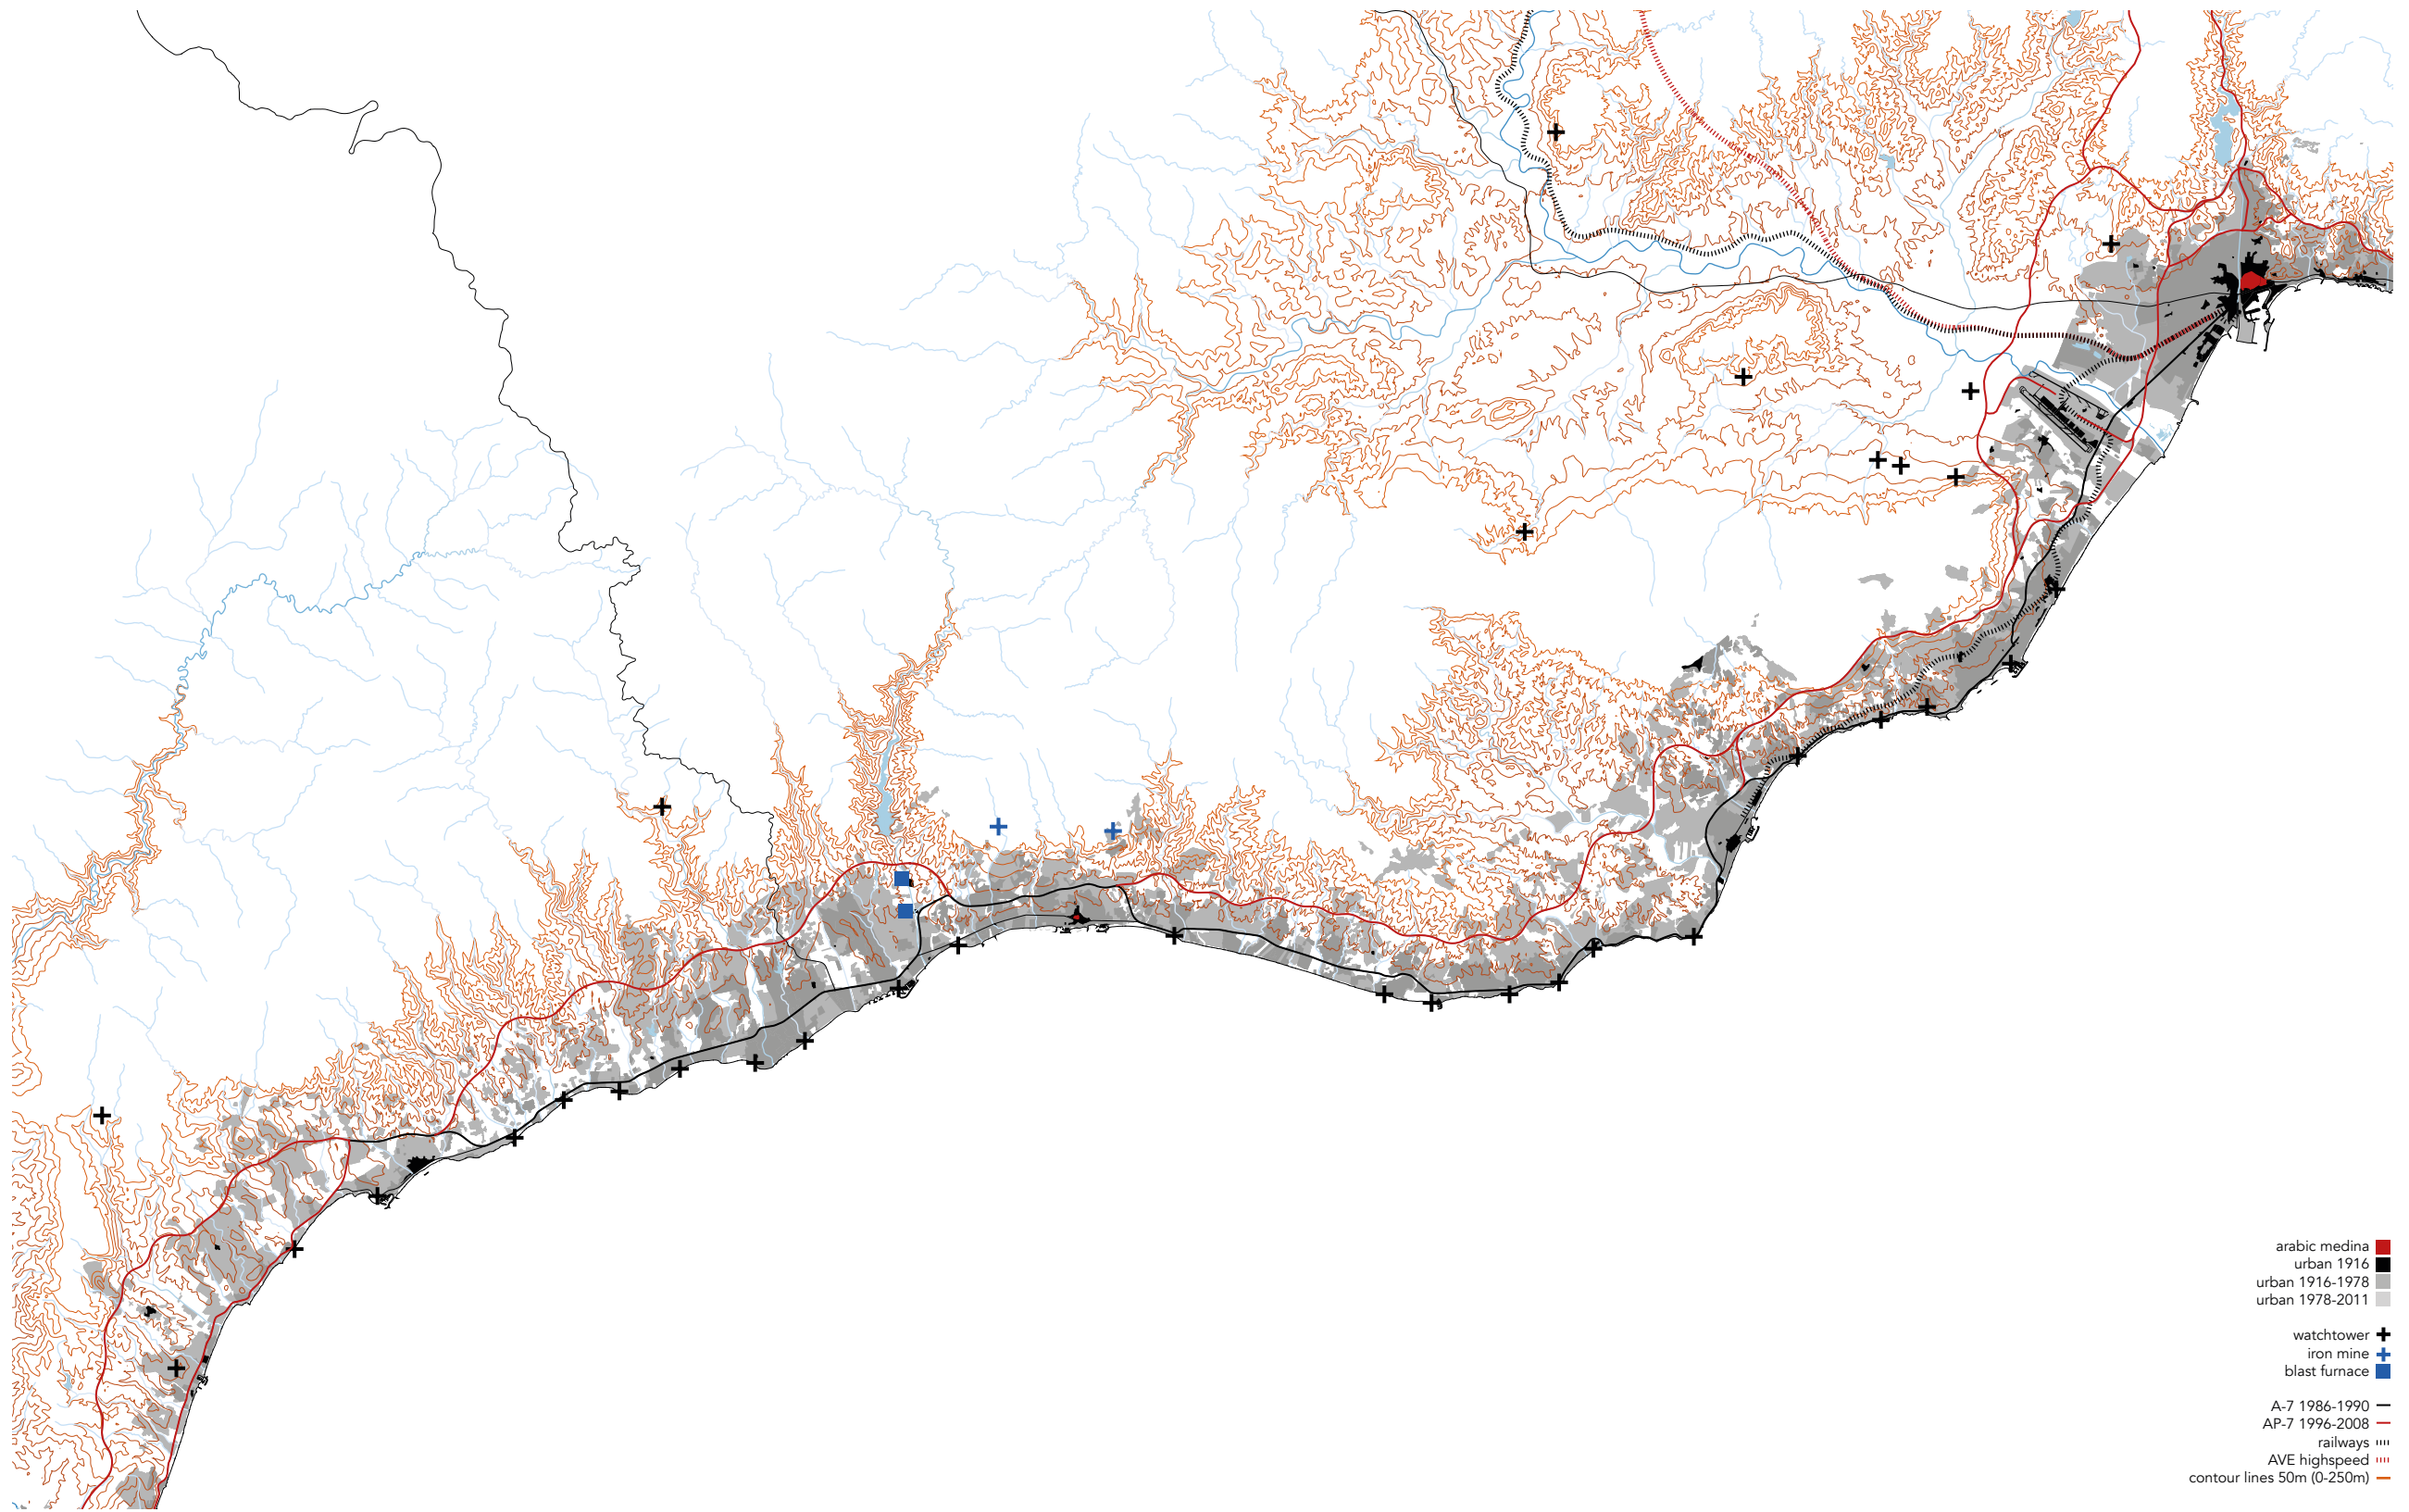 arabic medina
urban 1916
urban 1916-1978
urban 1978-2011
watchtower
iron mine
blast furnace
A-7 1986-1990
AP-7 1996-2008
railways
AVE highspeed
contour lines 50m (0-250m)